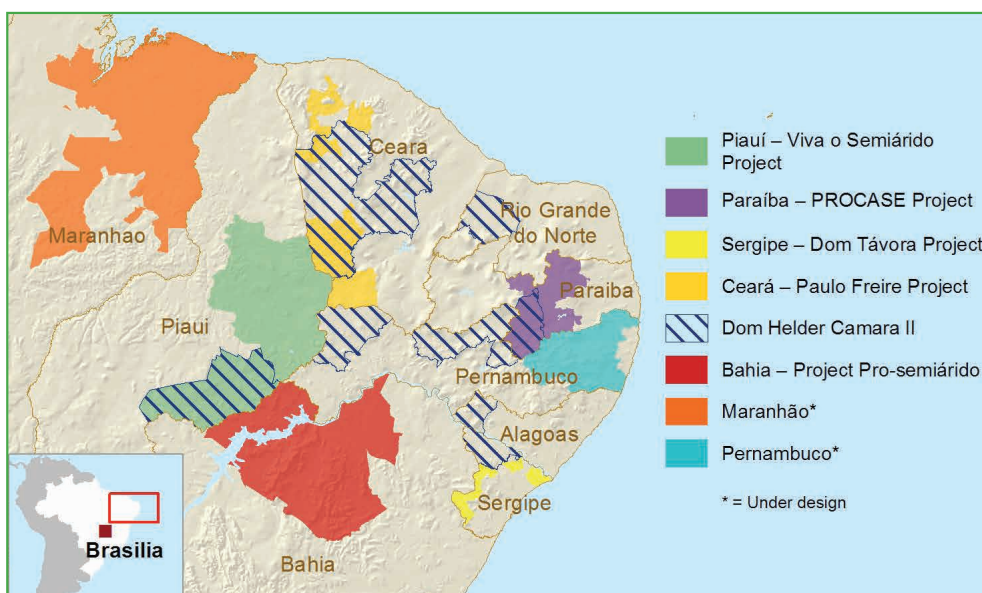 Maranhao
Ceara
Rio Grande
do Norte
Paraiba
Piaui
Pernambuco
Alagoas
Sergipe
Bahia
Brasilia
Piauí – Viva o Semiárido
Project
Paraíba – PROCASE Project
Sergipe – Dom Távora Project
Ceará – Paulo Freire Project
Dom Helder Camara II
Bahia – Project Pro-semiárido
Maranhão*
Pernambuco*
* = Under design